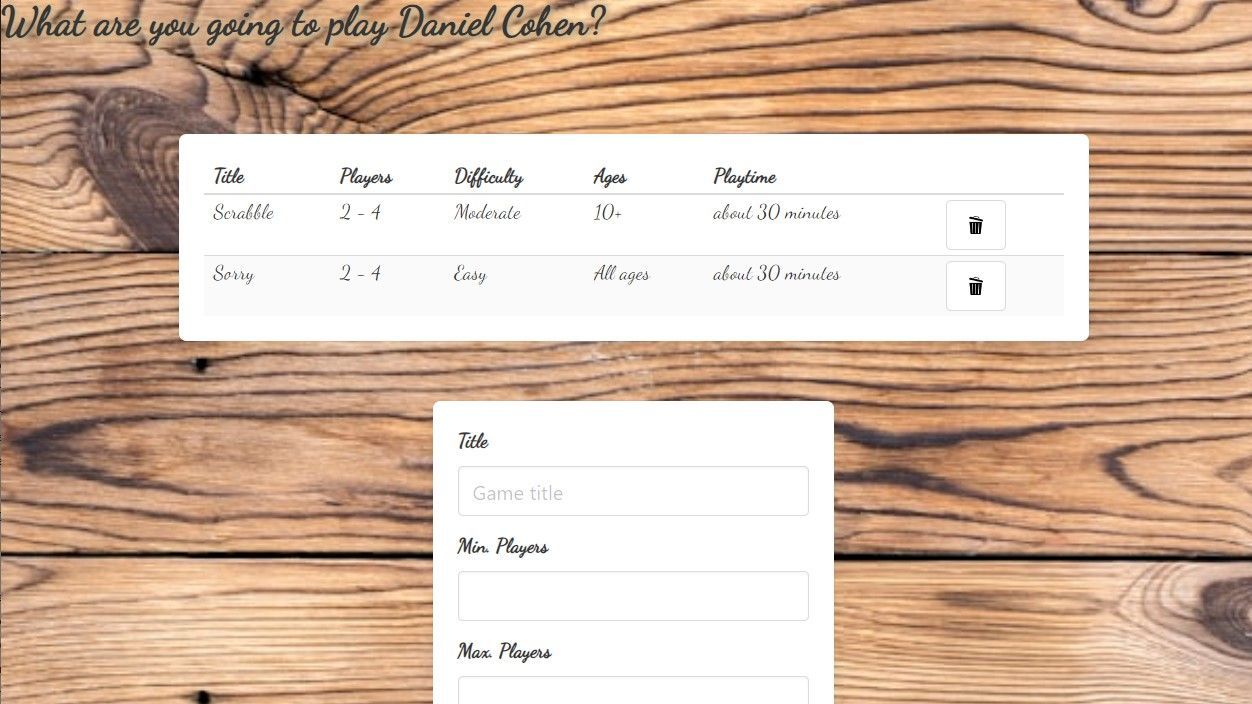 What are you going to play Daniel Cohen?
Title Players Difficulty Ages Playtime
Scrabble 2 - 4 Moderate 10+ about 30 minutes
Sorry 2 - 4 Easy All ages about 30 minutes
Title
Game title
Min. Players
Max. Players